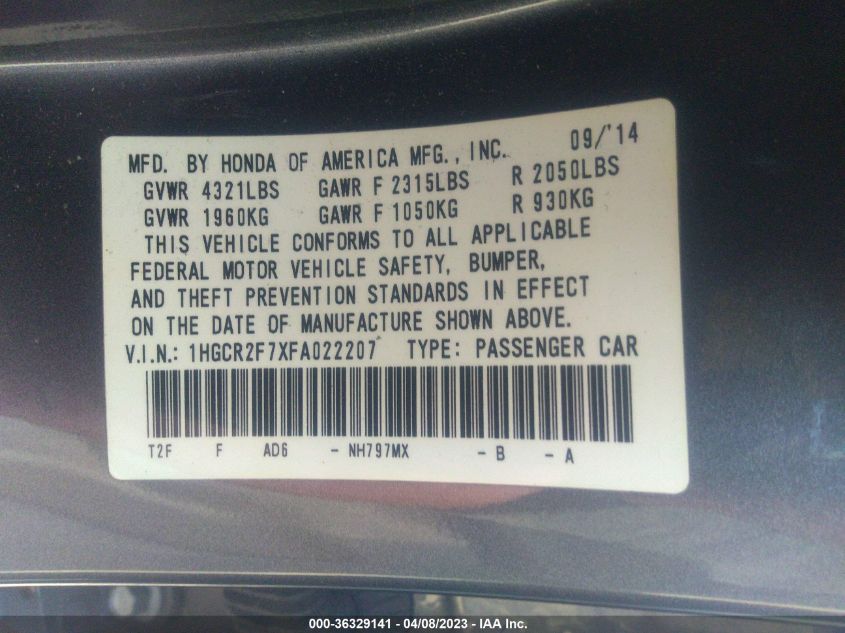 MFD. BY HONDA OF AMERICA MFG., INC. 09/'14
GVWR 4321LBS GAWR F 2315LBS R 2050LBS
GVWR 1960KG GAWR F 1050KG R 930KG
THIS VEHICLE CONFORMS TO ALL APPLICABLE
FEDERAL MOTOR VEHICLE SAFETY, BUMPER,
AND THEFT PREVENTION STANDARDS IN EFFECT
ON THE DATE OF MANUFACTURE SHOWN ABOVE.
V.I.N.: 1HGCR2F7XFA022207 TYPE: PASSENGER CAR
T2F F AD6 - NH797MX - B - A
000-36329141 | 04/08/2023 | IAA Inc.